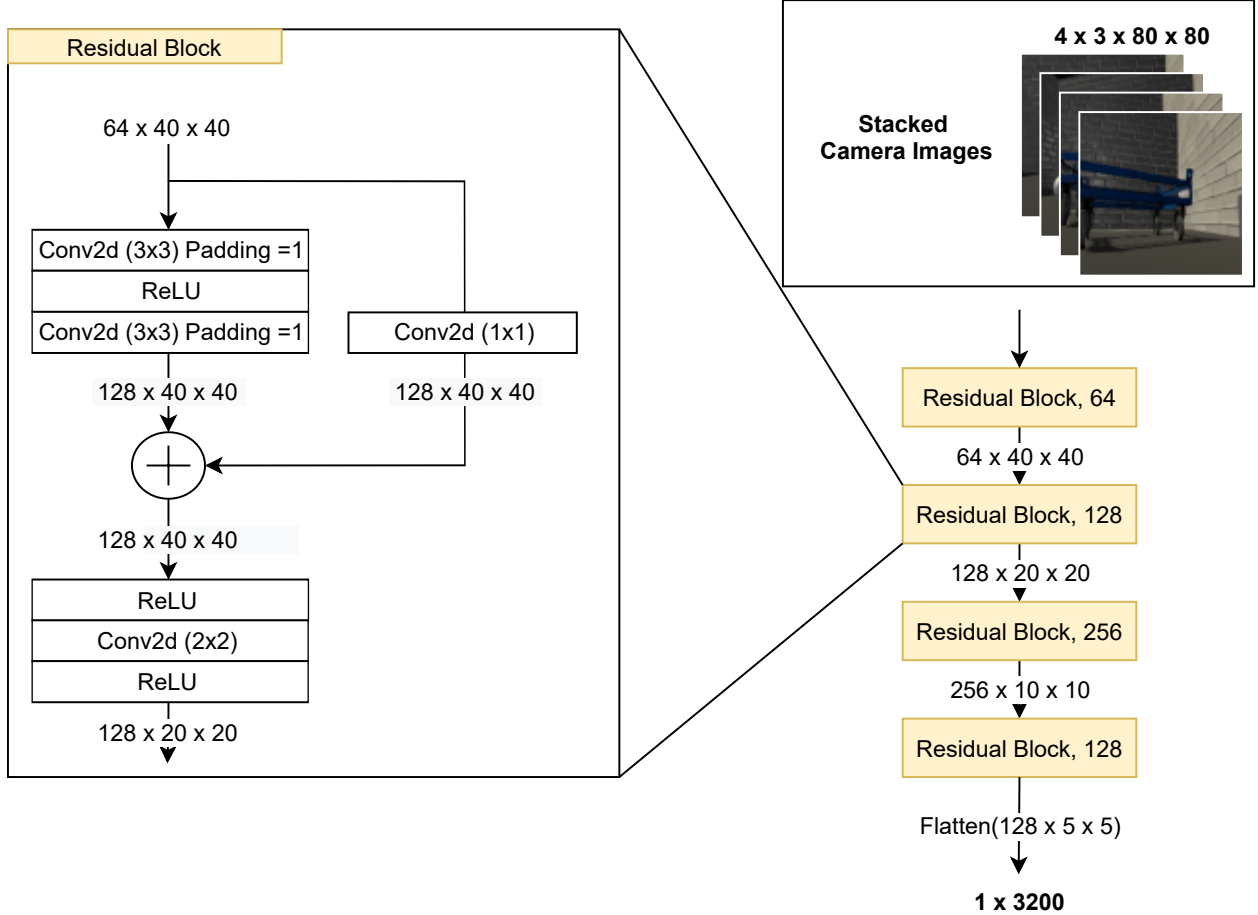 Residual Block
64 x 40 x 40
Conv2d (3x3) Padding =1
ReLU
Conv2d (3x3) Padding =1
Conv2d (1x1)
128 x 40 x 40
128 x 40 x 40
128 x 40 x 40
ReLU
Conv2d (2x2)
ReLU
128 x 20 x 20
4 x 3 x 80 x 80
Stacked
Camera Images
Residual Block, 64
64 x 40 x 40
Residual Block, 128
128 x 20 x 20
Residual Block, 256
256 x 10 x 10
Residual Block, 128
Flatten(128 x 5 x 5)
1 x 3200